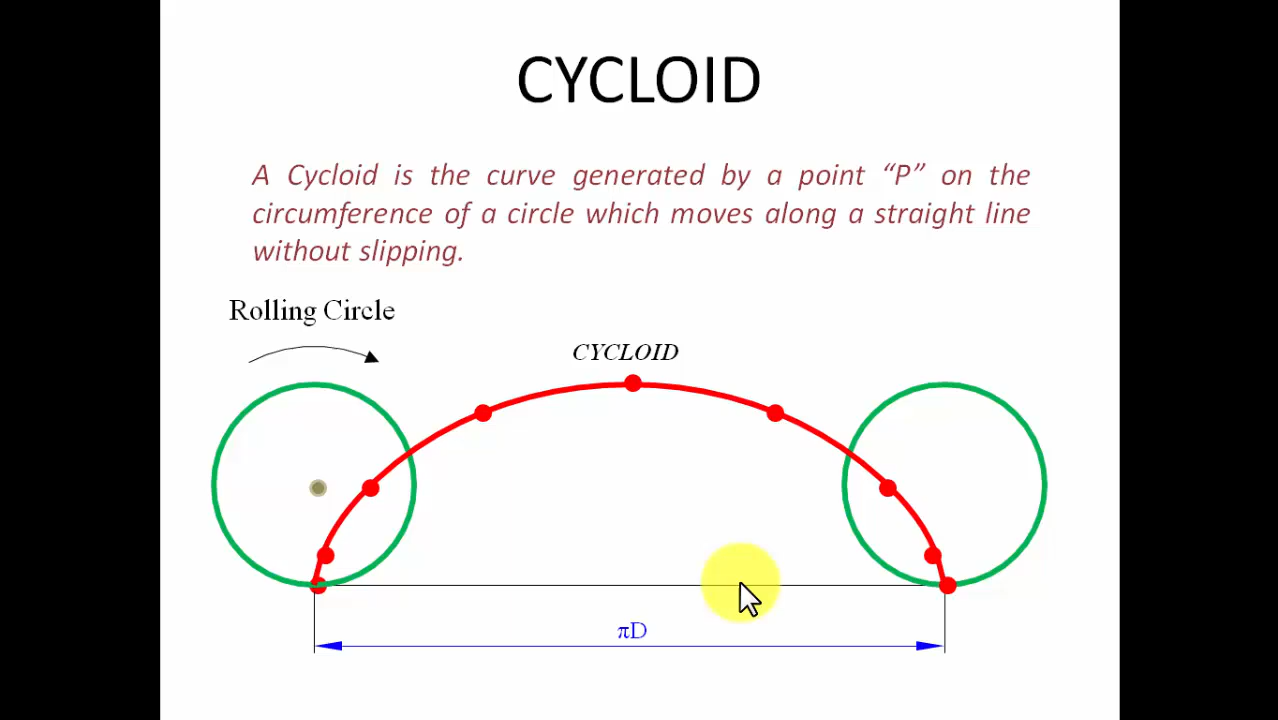 CYCLOID
A Cycloid is the curve generated by a point “P” on the
circumference of a circle which moves along a straight line
without slipping.
Rolling Circle
CYCLOID
πD